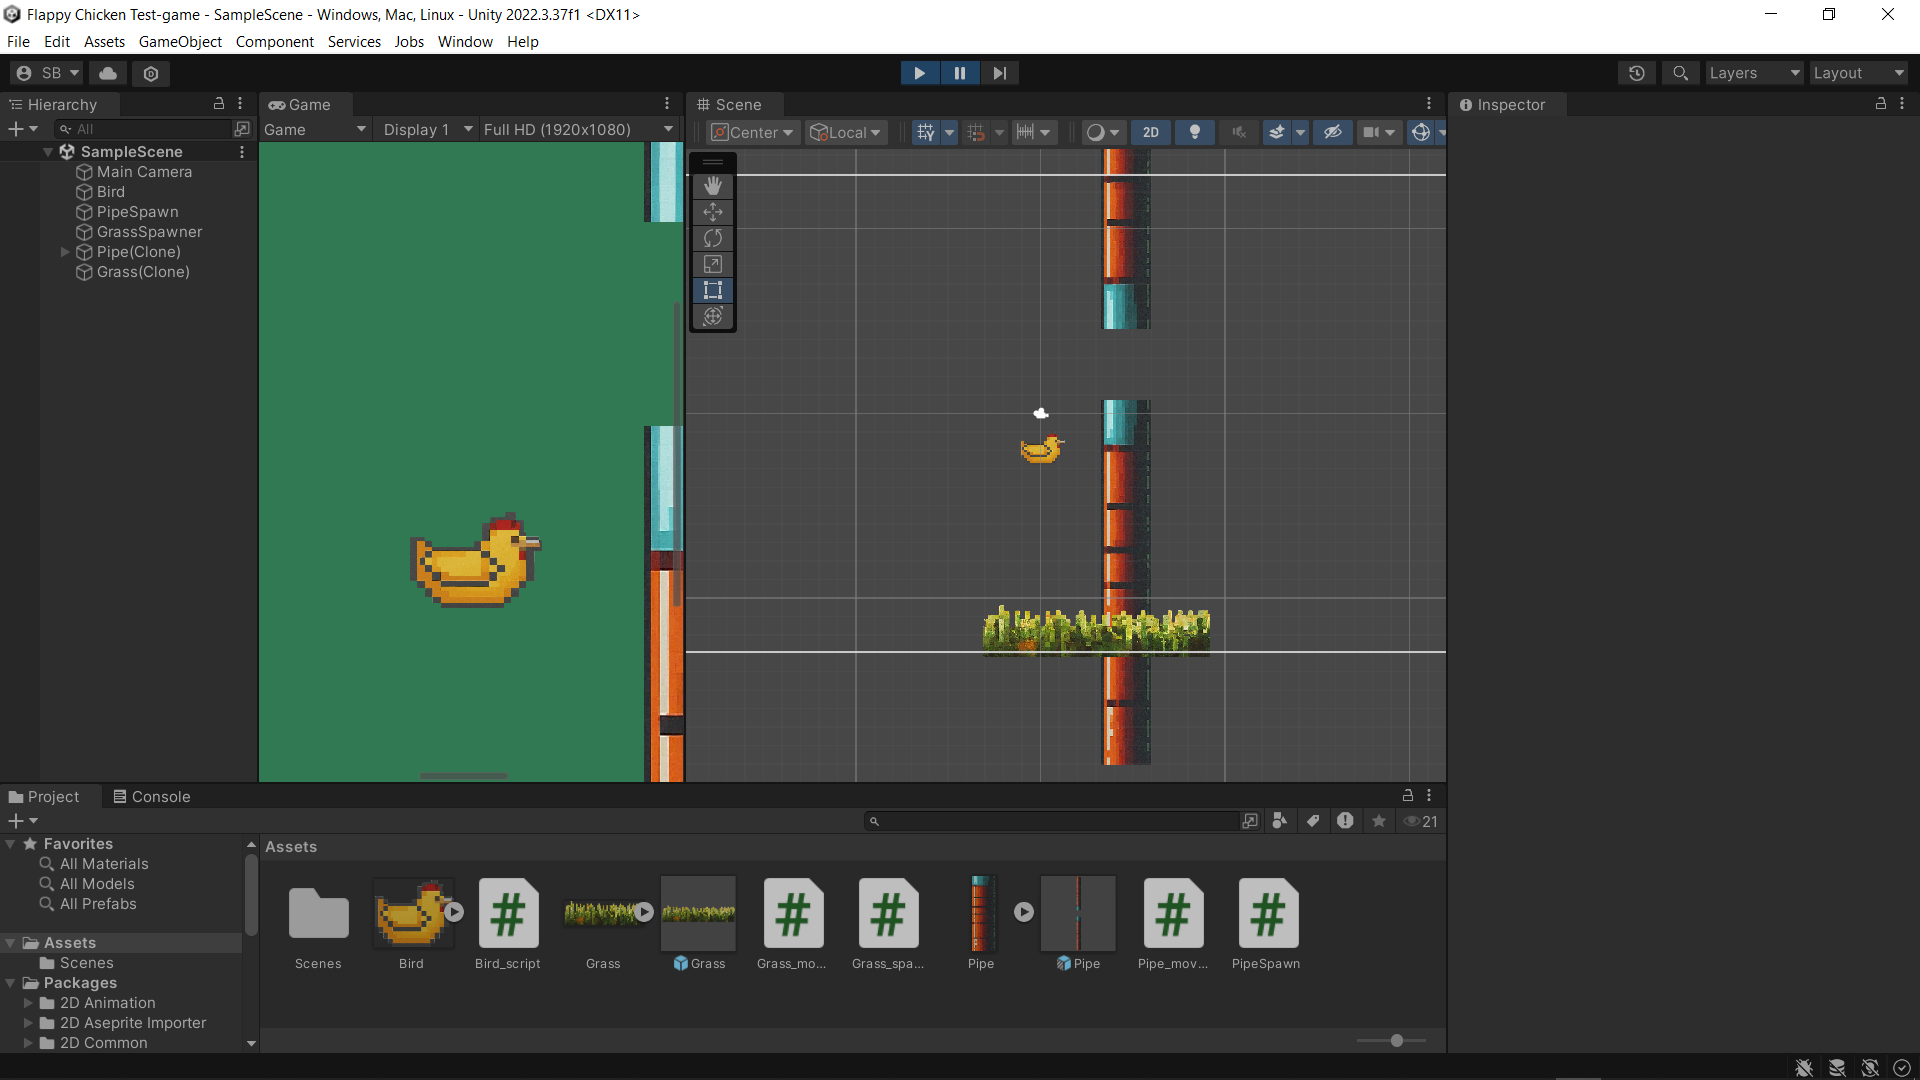 Flappy Chicken Test-game - SampleScene - Windows, Mac, Linux - Unity 2022.3.37f1 <DX11>
File Edit Assets GameObject Component Services Jobs Window Help
SB
Layers
Layout
Hierarchy
All
SampleScene
Main Camera
Bird
PipeSpawn
GrassSpawner
Pipe(Clone)
Grass(Clone)
Game
Game
Display 1
Full HD (1920x1080)
Scene
Center
Local
2D
Inspector
Project
Console
21
Favorites
All Materials
All Models
All Prefabs
Assets
Scenes
Packages
2D Animation
2D Aseprite Importer
2D Common
Assets
Scenes
Bird
Bird_script
Grass
Grass
Grass_mo...
Grass_spa...
Pipe
Pipe
Pipe_mov...
PipeSpawn